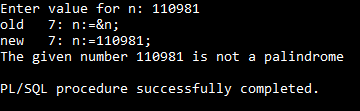 Enter value for n: 110981
old   7: n:=&n;
new   7: n:=110981;
The given number 110981 is not a palindrome
PL/SQL procedure successfully completed.